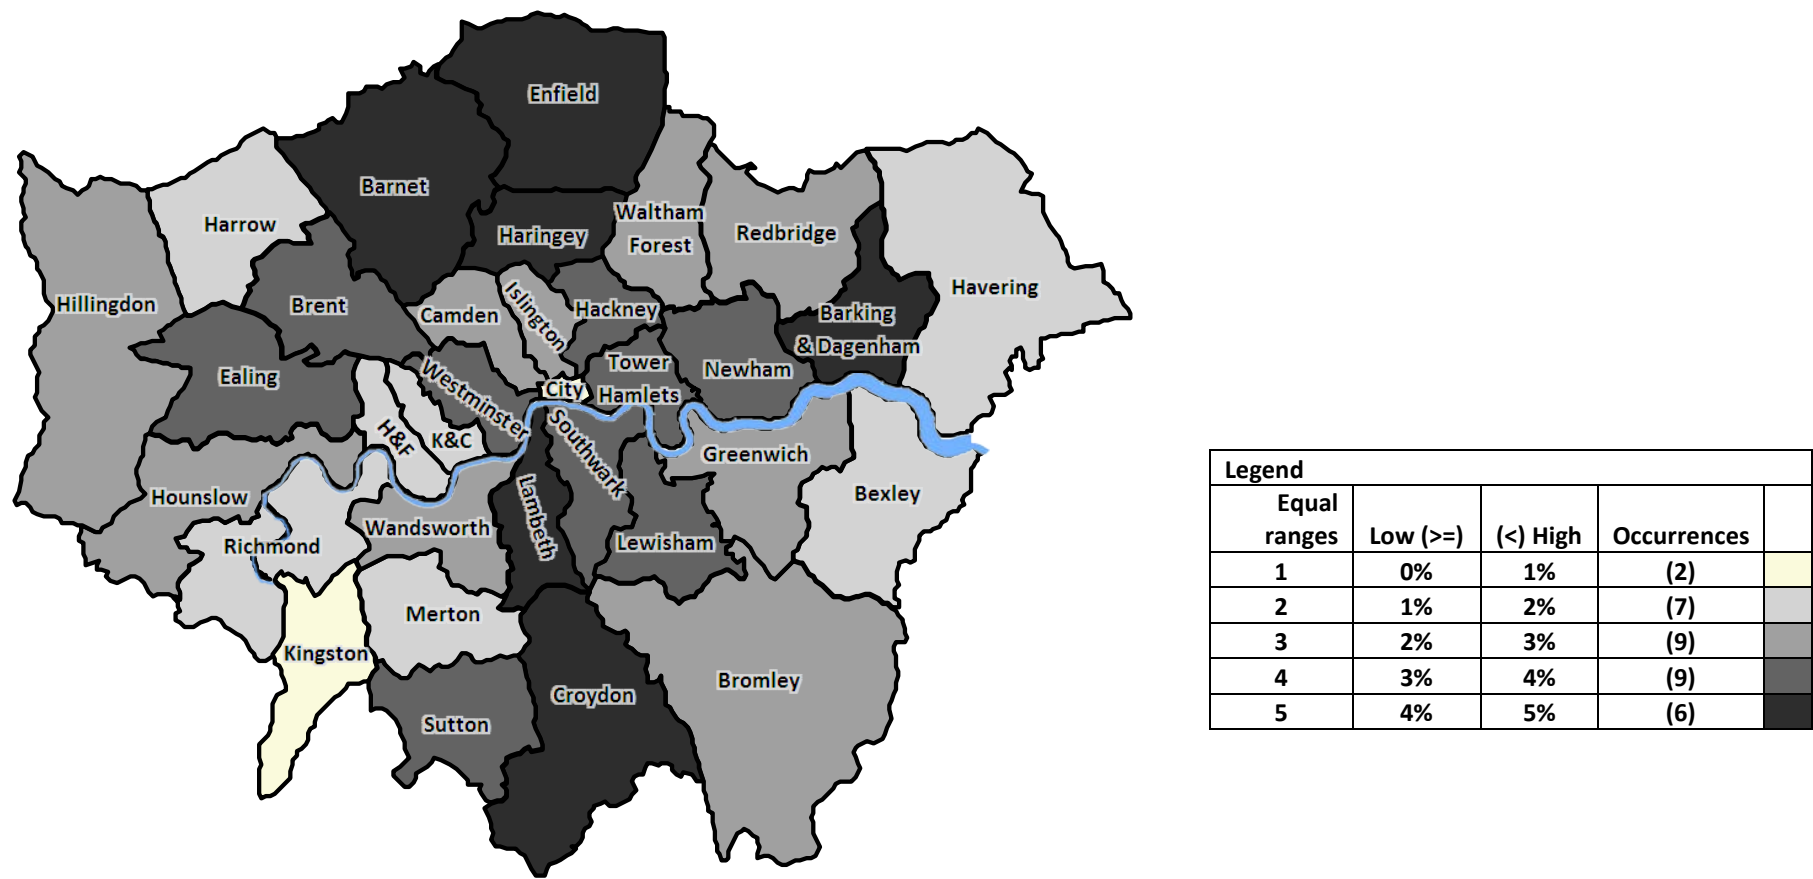 Enfield
Barnet
Harrow
Haringey
Waltham
Forest
Redbridge
Havering
Hillingdon
Brent
Camden
Islington
Hackney
Barking
& Dagenham
Ealing
Westminster
City
Tower
Hamlets
Newham
H&F
K&C
Southwark
Greenwich
Hounslow
Richmond
Wandsworth
Lambeth
Lewisham
Bexley
Merton
Kingston
Sutton
Croydon
Bromley
Legend
Equal
ranges Low (>=) (<) High Occurrences
1 0% 1% (2)
2 1% 2% (7)
3 2% 3% (9)
4 3% 4% (9)
5 4% 5% (6)